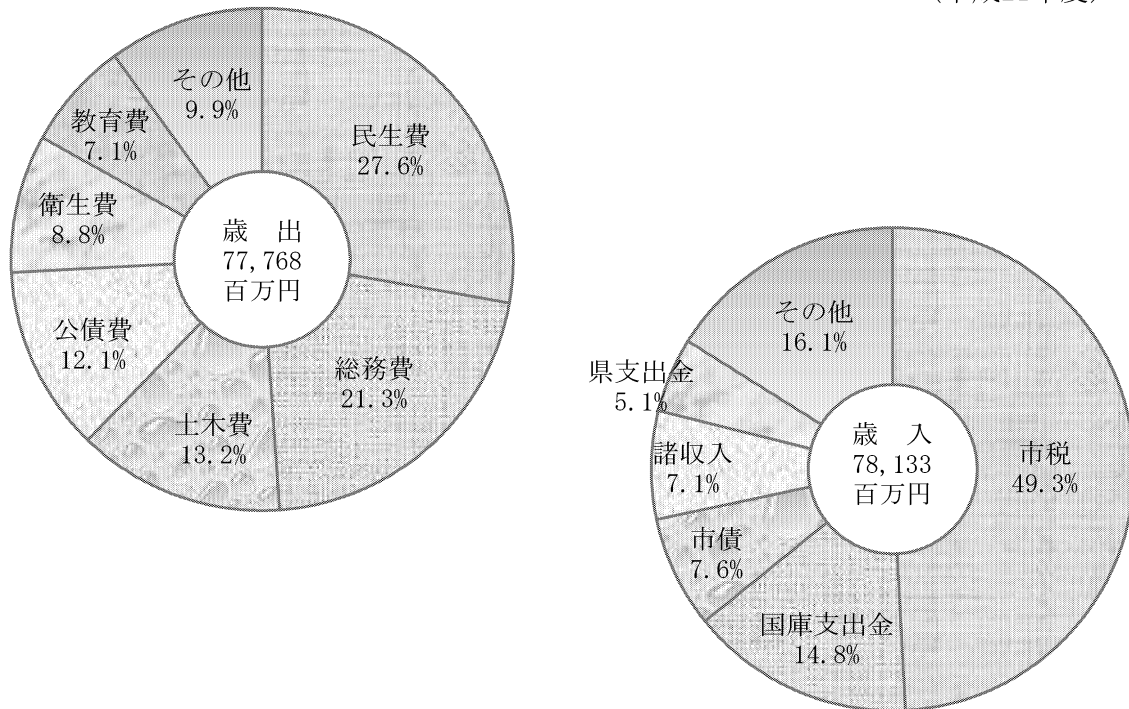 その他
9.9%
教育費
7.1%
民生費
27.6%
衛生費
8.8%
歳 出
77,768
百万円
公債費
12.1%
総務費
21.3%
土木費
13.2%
その他
16.1%
県支出金
5.1%
歳 入
78,133
百万円
市税
49.3%
諸収入
7.1%
市債
7.6%
国庫支出金
14.8%